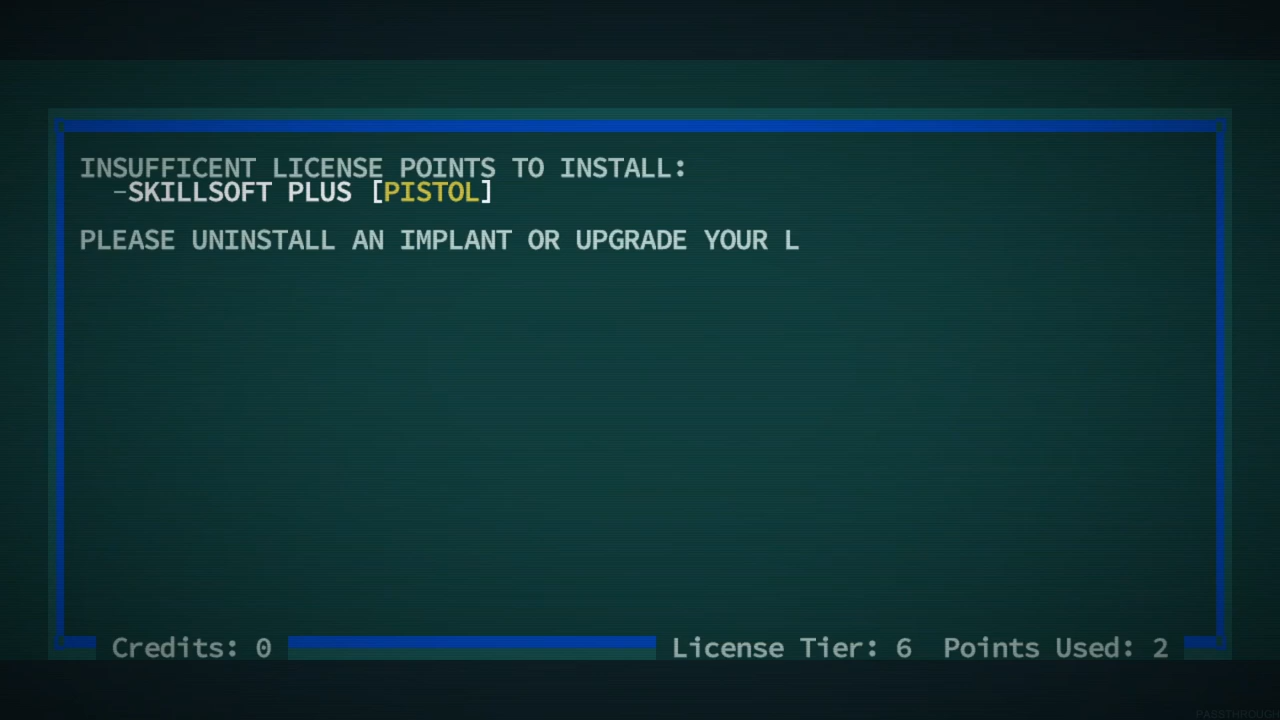 INSUFFICENT LICENSE POINTS TO INSTALL:
-SKILLSOFT PLUS [PISTOL]
PLEASE UNINSTALL AN IMPLANT OR UPGRADE YOUR L
Credits: 0
License Tier: 6 Points Used: 2